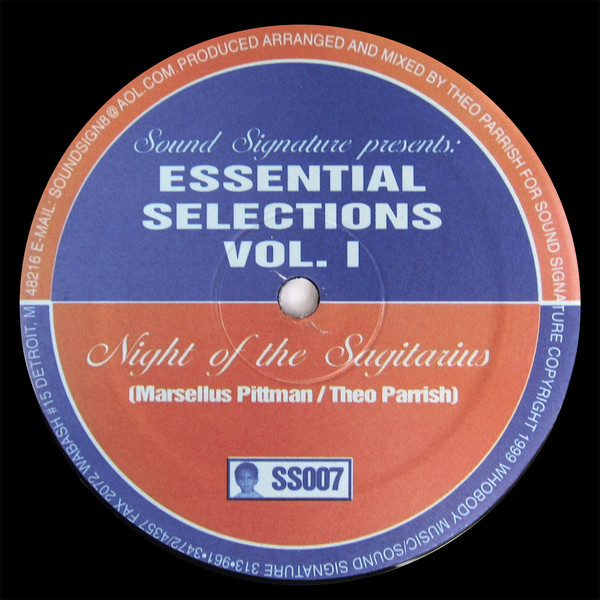 Sound Signature presents:
ESSENTIAL
SELECTIONS
VOL. I
Night of the Sagitarius
(Marsellus Pittman / Theo Parrish)
SS007
PRODUCED ARRANGED AND MIXED BY THEO PARRISH FOR SOUND SIGNATURE COPYRIGHT 1999 WHOBODY MUSIC/SOUND SIGNATURE 313•961•3472/4357 FAX 2072 WABASH #15 DETROIT, MI 48216 E-MAIL: SOUNDSIGN8@AOL.COM.